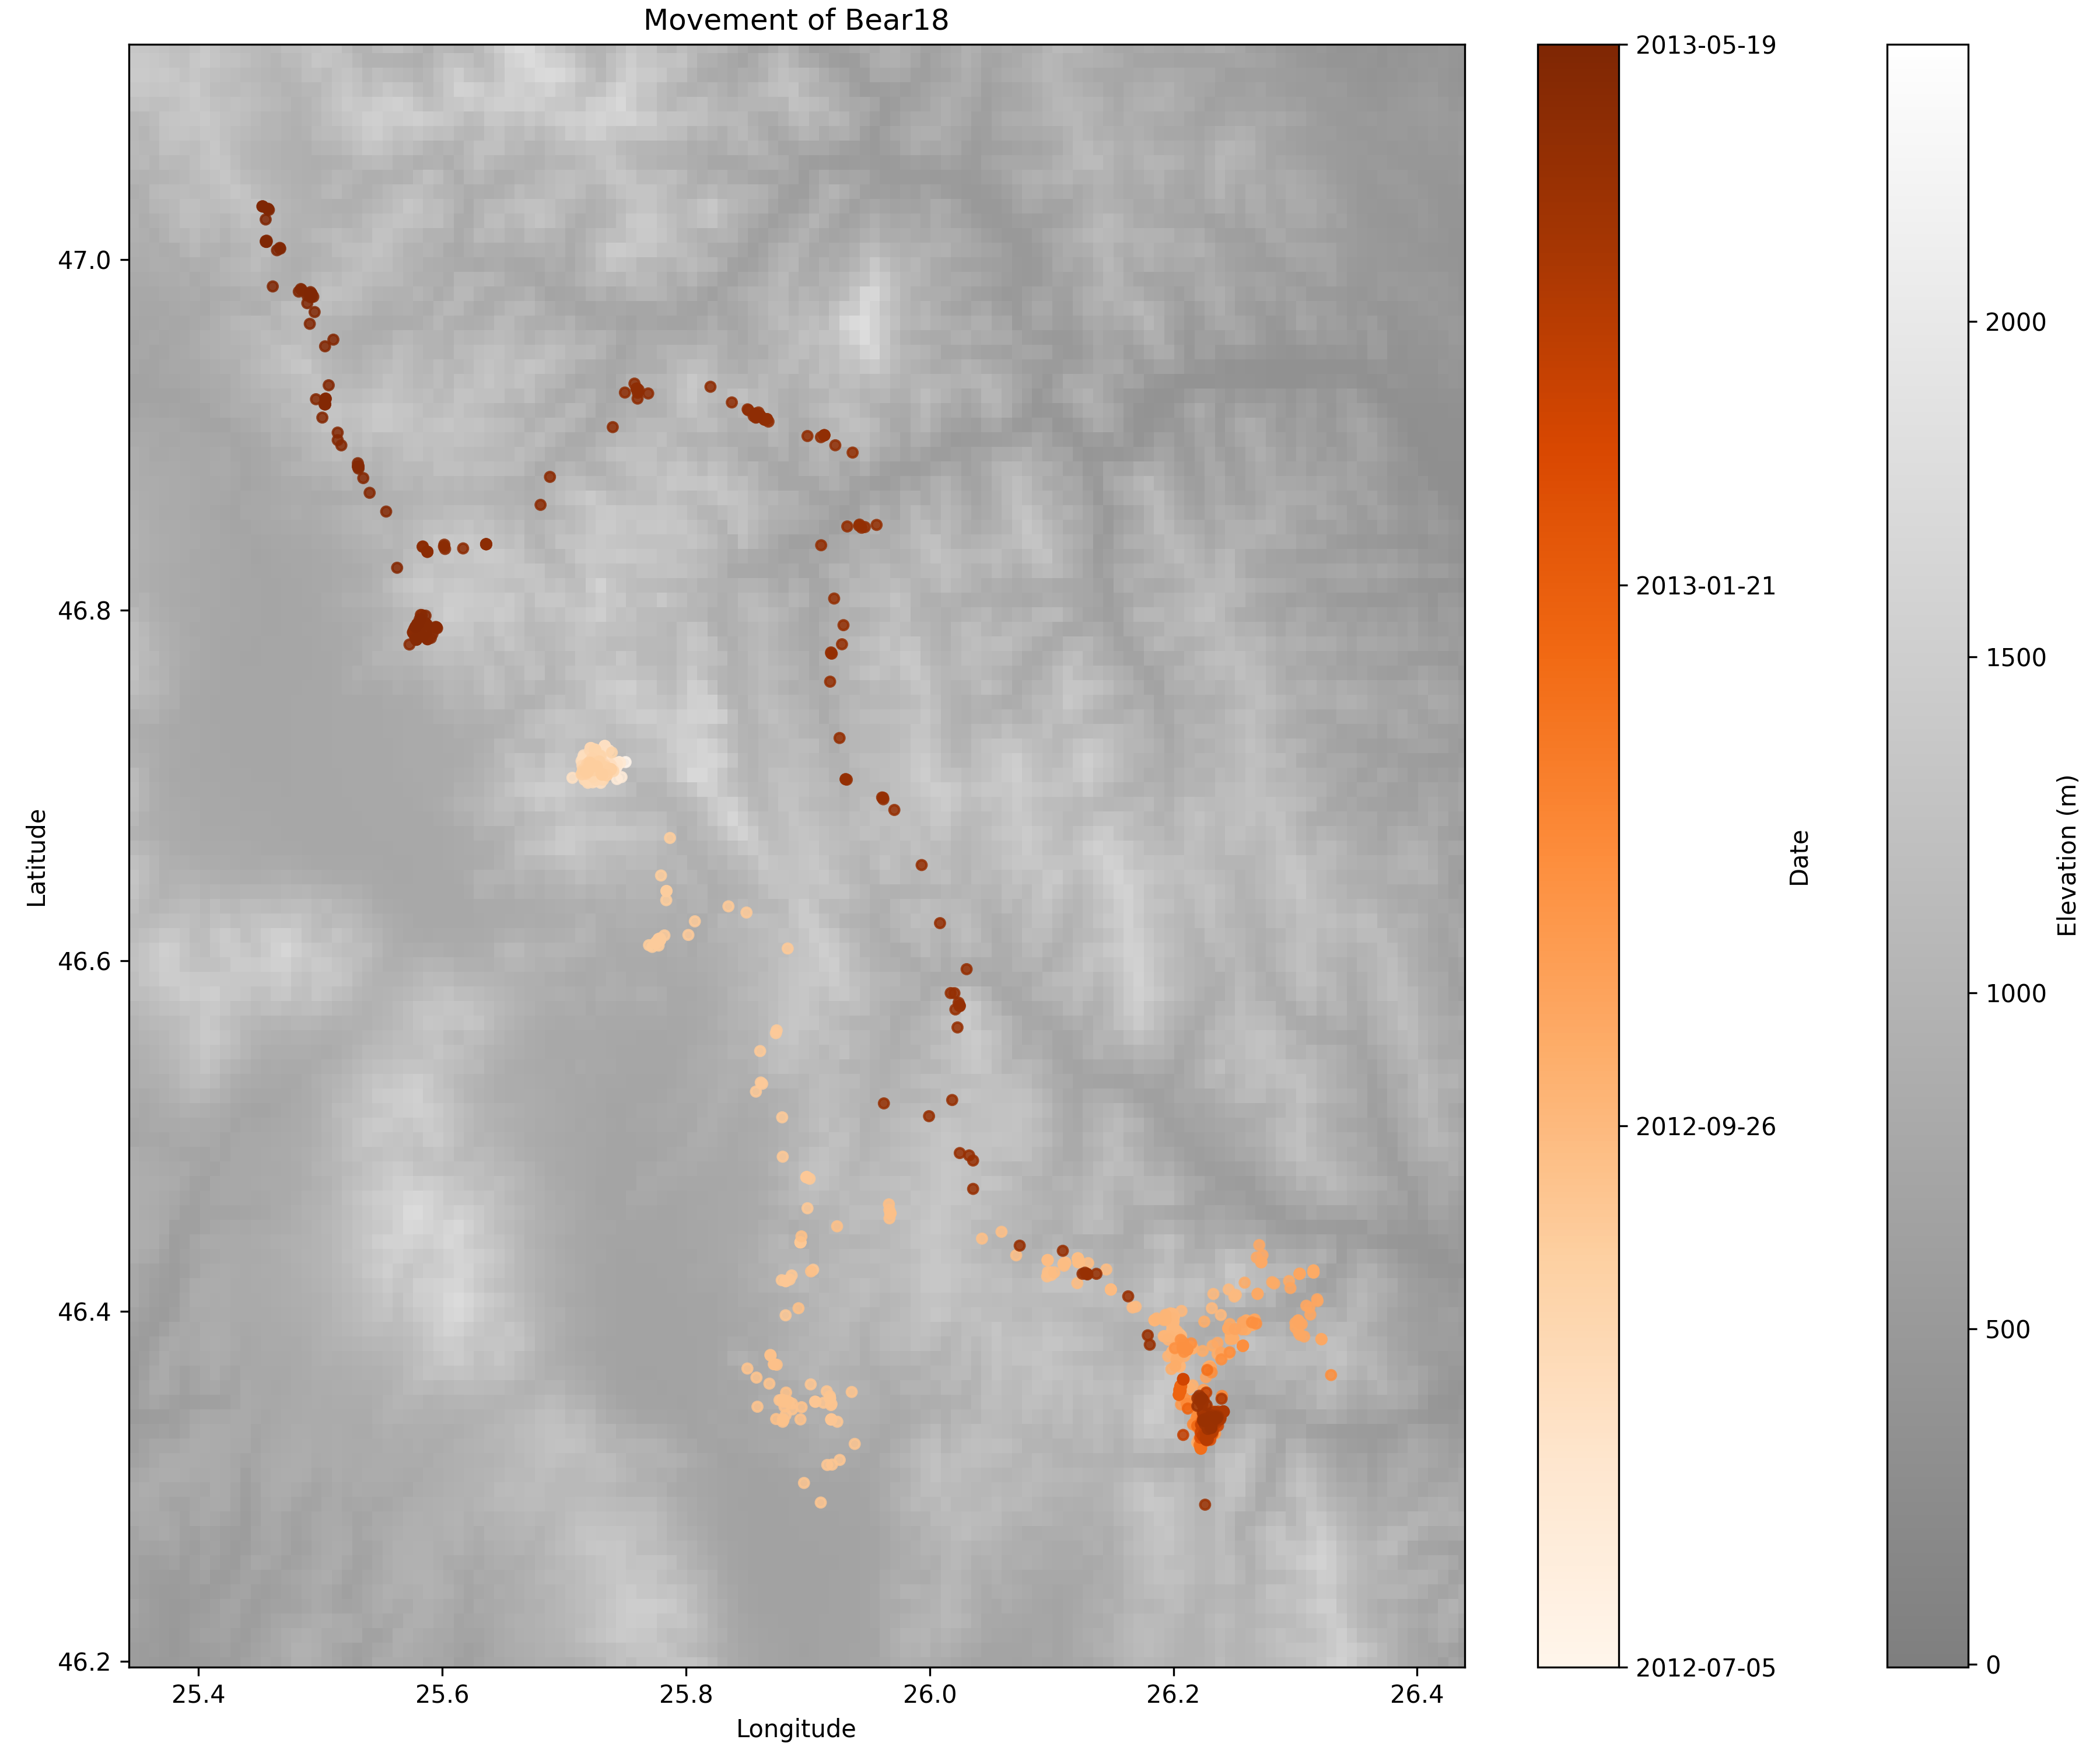 Movement of Bear18
47.0
46.8
46.6
46.4
46.2
Latitude
25.4 25.6 25.8 26.0 26.2 26.4
Longitude
2013-05-19
2013-01-21
2012-09-26
2012-07-05
Date
2000
1500
1000
500
0
Elevation (m)